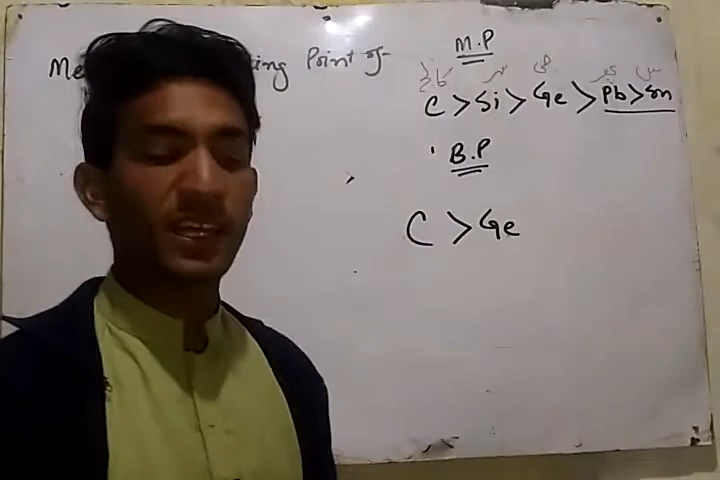 Me ing Point of-
M.P
C > Si > Ge > Pb > Sn
B.P
C > Ge